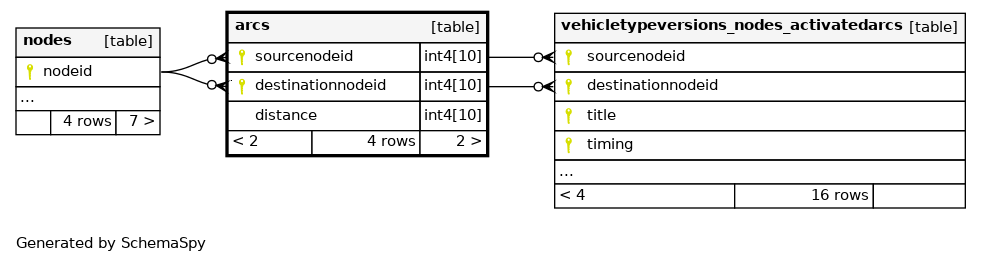 nodes [table]
nodeid
...
4 rows 7 >
arcs [table]
sourcenodeid int4[10]
destinationnodeid int4[10]
distance int4[10]
< 2 4 rows 2 >
vehicletypeversions_nodes_activatedarcs [table]
sourcenodeid
destinationnodeid
title
timing
...
< 4 16 rows
Generated by SchemaSpy